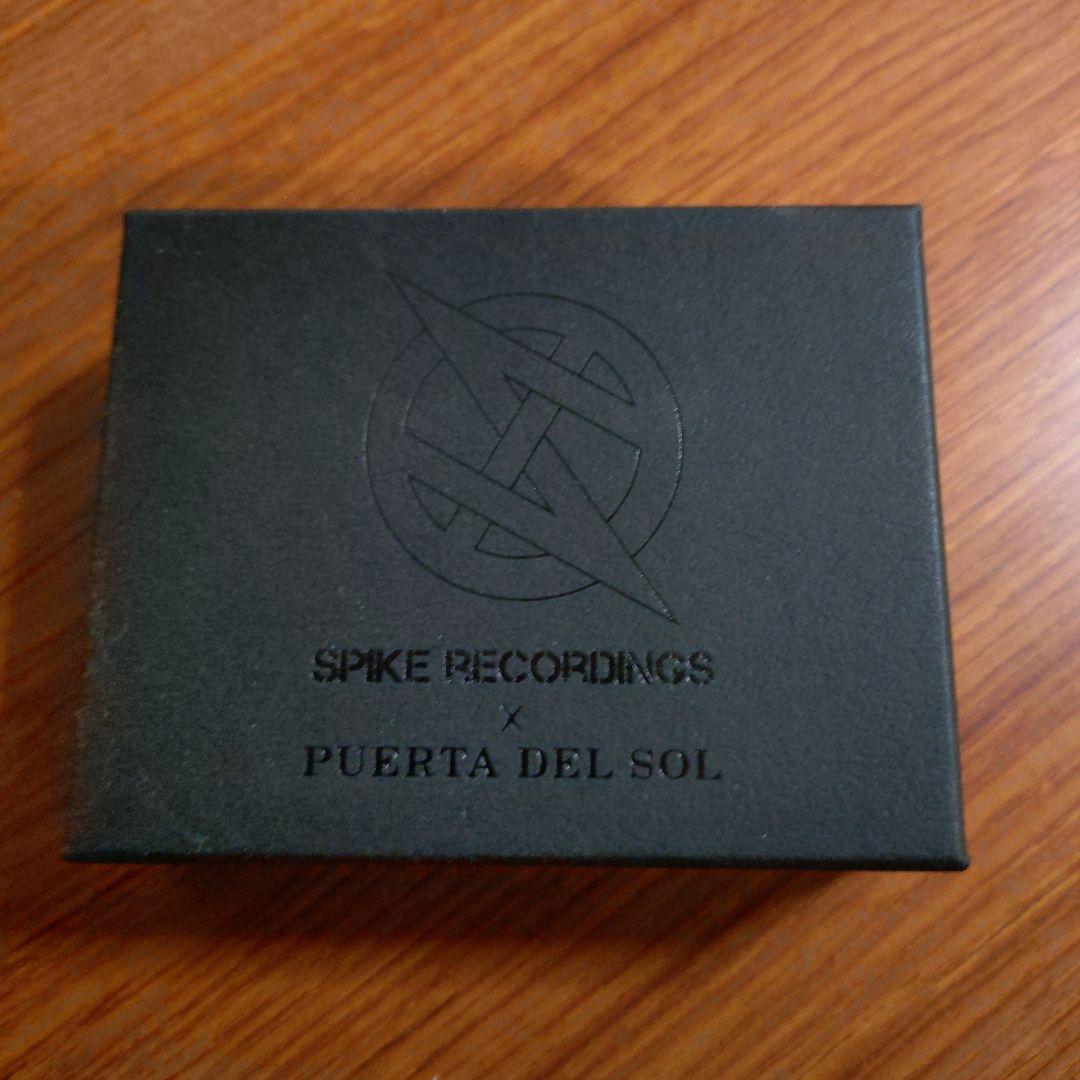 SPIKE RECORDINGS
×
PUERTA DEL SOL